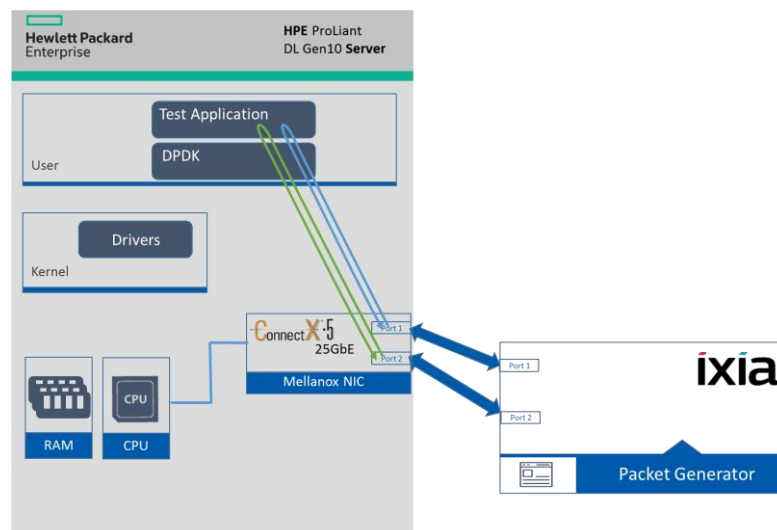 Hewlett Packard
Enterprise
HPE ProLiant
DL Gen10 Server
Test Application
DPDK
User
Drivers
Kernel
ConnectX·5
25GbE
Port 1
Port 2
Mellanox NIC
CPU
RAM
CPU
Port 1
Port 2
ixia
Packet Generator